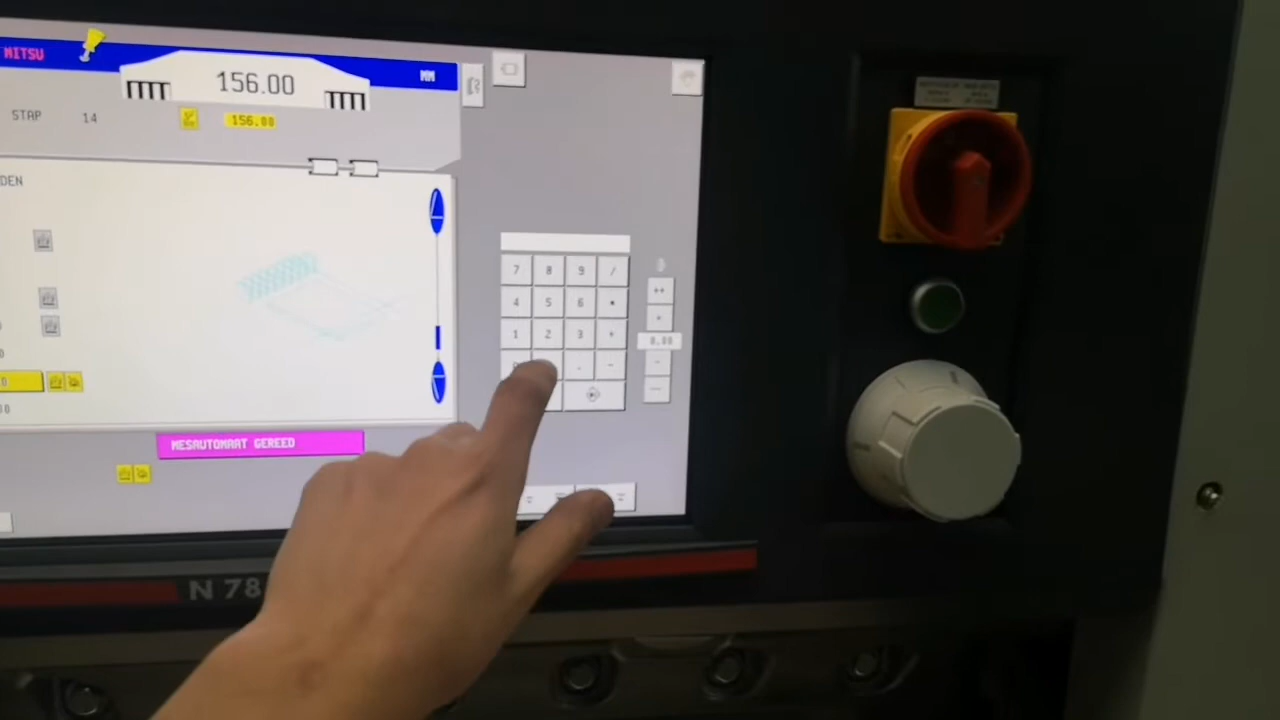 MITSU
156.00
MM
STAP 14
156.00
DEN
7 8 9 /
4 5 6 •
1 2 3 +
. -
0.00
MESAUTOMAAT GEREED
N 78